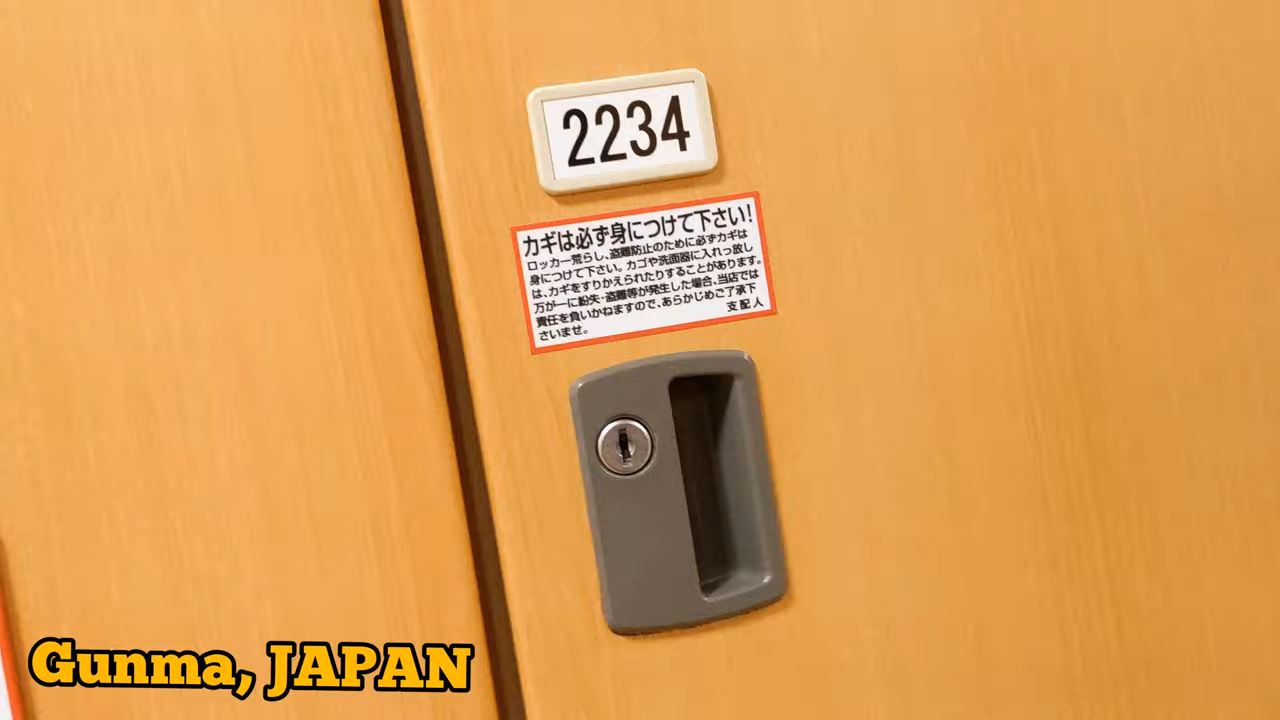 2234
カギは必ず身につけて下さい!
ロッカー荒らし、盗難防止のために必ずカギは
身につけて下さい。カゴや洗面器に入れっ放し
は、カギをすりかえられたりすることがあります。
万が一に紛失・盗難等が発生した場合、当店では
責任を負いかねますので、あらかじめご了承下
さいませ。
支配人
Gunma, JAPAN